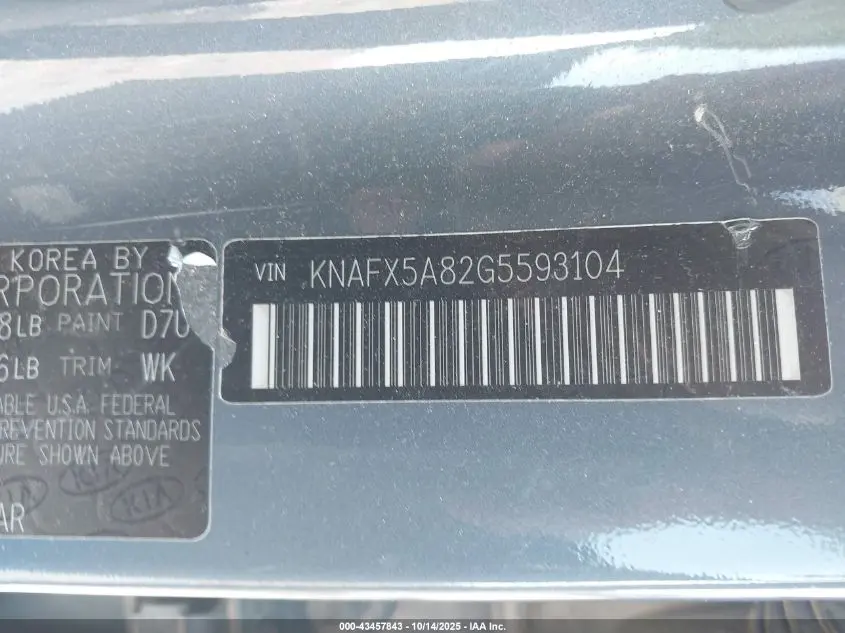 KOREA BY
RPORATION
8LB PAINT D7U
6LB TRIM WK
ABLE U.S.A. FEDERAL
REVENTION STANDARDS
URE SHOWN ABOVE
KIA
AR
VIN KNAFX5A82G5593104
000-43457843 - 10/14/2025 - IAA Inc.